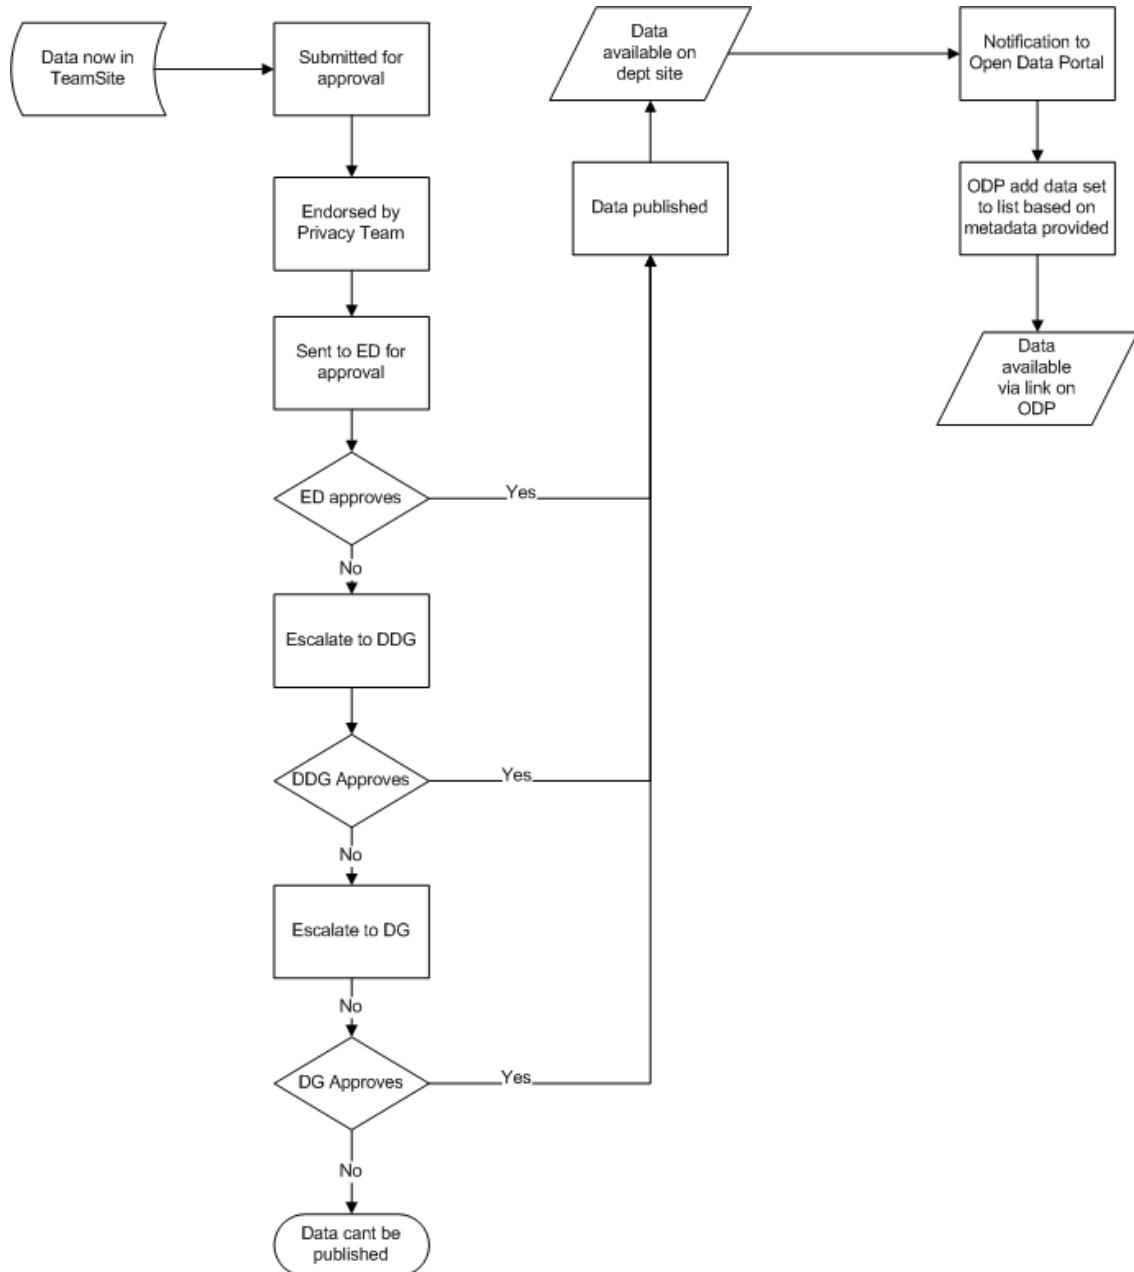 Data now in
TeamSite
Submitted for
approval
Endorsed by
Privacy Team
Sent to ED for
approval
ED approves
Yes
No
Escalate to DDG
DDG Approves
Yes
No
Escalate to DG
No
DG Approves
Yes
No
Data cant be
published
Data published
Data
available on
dept site
Notification to
Open Data Portal
ODP add data set
to list based on
metadata provided
Data
available
via link on
ODP